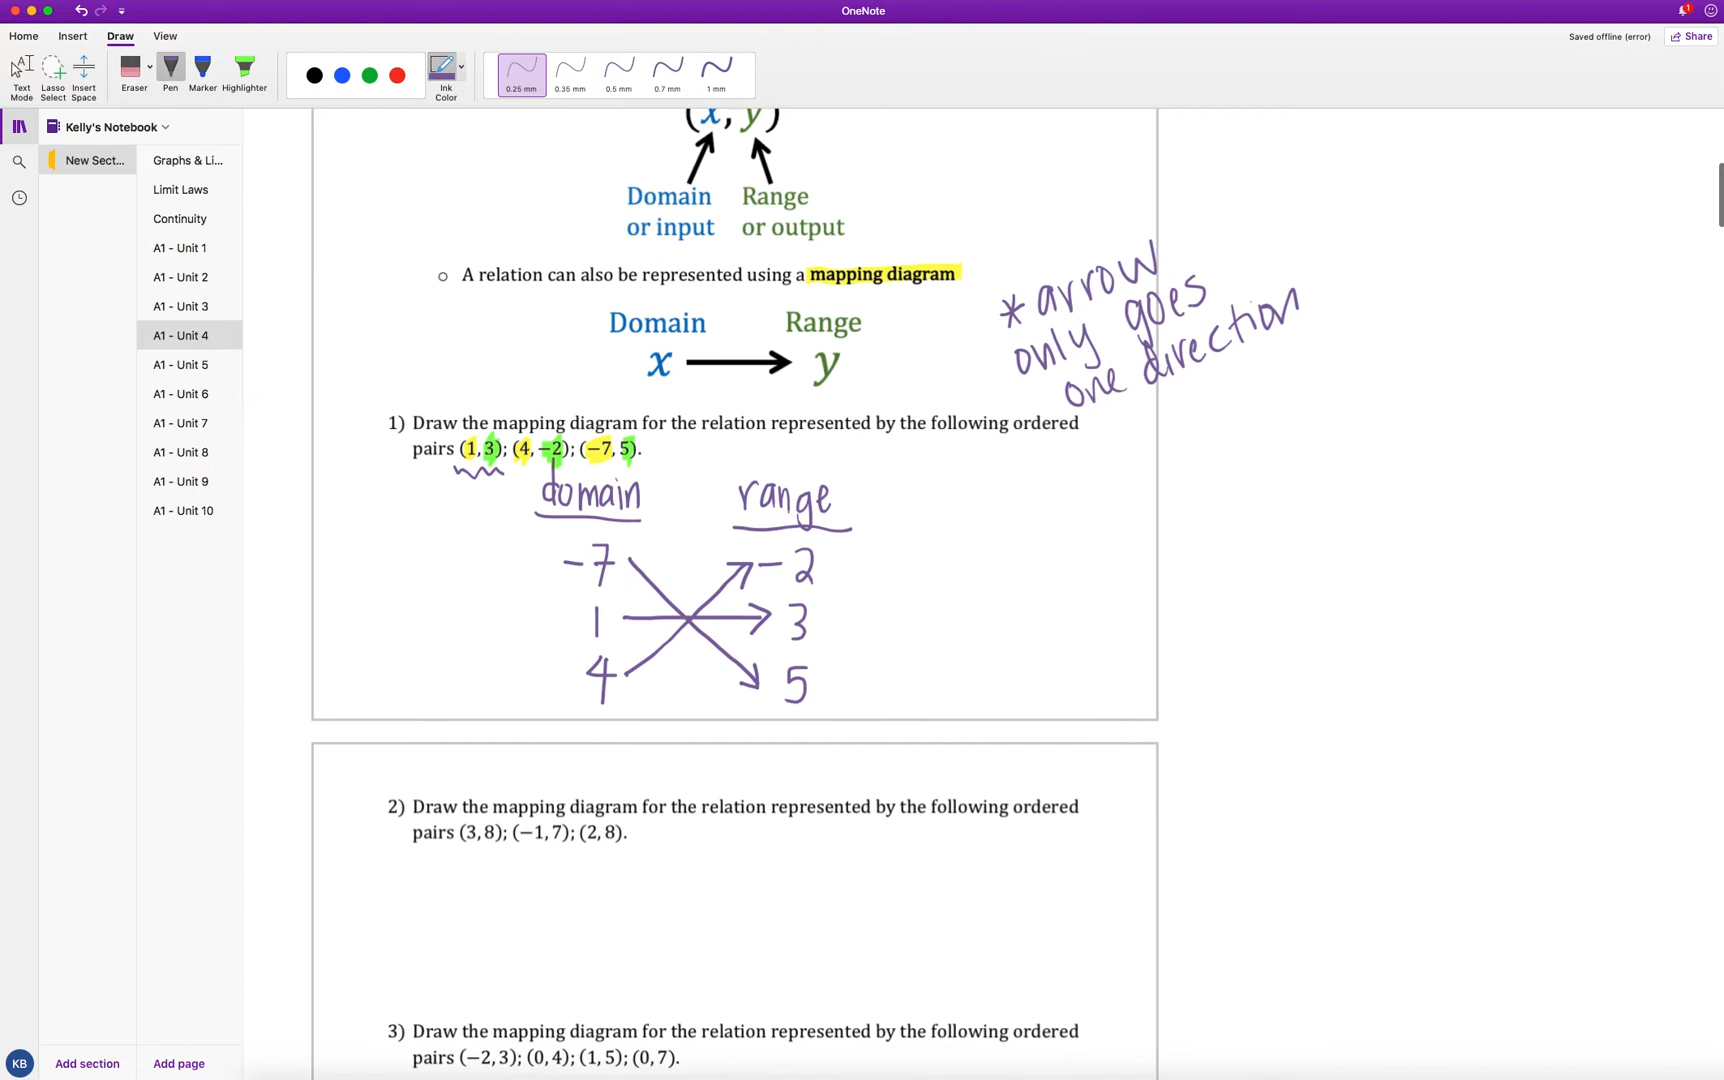 OneNote
1
Home
Insert
Draw
View
Saved offline (error)
Share
Text Mode
Lasso Select
Insert Space
Eraser
Pen
Marker
Highlighter
Ink Color
0.25 mm
0.35 mm
0.5 mm
0.7 mm
1 mm
Kelly's Notebook
New Sect...
Graphs & Li...
Limit Laws
Continuity
A1 - Unit 1
A1 - Unit 2
A1 - Unit 3
A1 - Unit 4
A1 - Unit 5
A1 - Unit 6
A1 - Unit 7
A1 - Unit 8
A1 - Unit 9
A1 - Unit 10
KB
Add section
Add page
(x, y)
Domain Range
or input or output
○ A relation can also be represented using a mapping diagram
Domain Range
x → y
* arrow
only goes
one direction
1) Draw the mapping diagram for the relation represented by the following ordered
pairs (1, 3); (4, −2); (−7, 5).
domain range
-7 -2
1 3
4 5
2) Draw the mapping diagram for the relation represented by the following ordered
pairs (3, 8); (−1, 7); (2, 8).
3) Draw the mapping diagram for the relation represented by the following ordered
pairs (−2, 3); (0, 4); (1, 5); (0, 7).